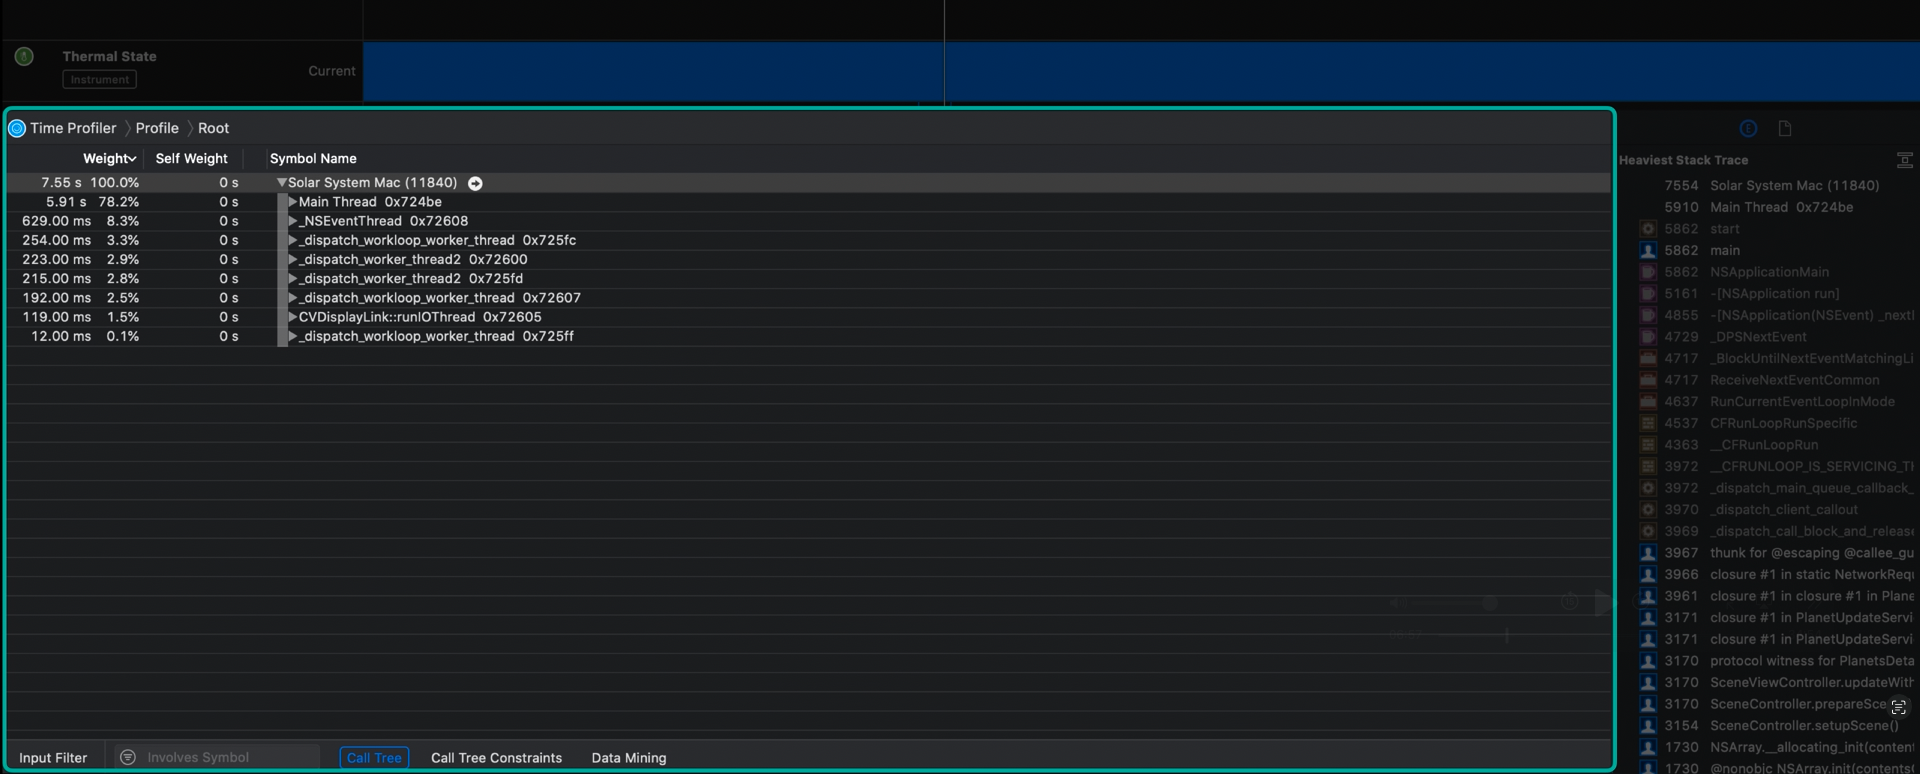 Thermal State
Instrument
Current
Time Profiler Profile Root
Weight Self Weight Symbol Name
7.55 s 100.0% 0 s Solar System Mac (11840)
5.91 s 78.2% 0 s Main Thread 0x724be
629.00 ms 8.3% 0 s _NSEventThread 0x72608
254.00 ms 3.3% 0 s _dispatch_workloop_worker_thread 0x725fc
223.00 ms 2.9% 0 s _dispatch_worker_thread2 0x72600
215.00 ms 2.8% 0 s _dispatch_worker_thread2 0x725fd
192.00 ms 2.5% 0 s _dispatch_workloop_worker_thread 0x72607
119.00 ms 1.5% 0 s CVDisplayLink::runIOThread 0x72605
12.00 ms 0.1% 0 s _dispatch_workloop_worker_thread 0x725ff
Input Filter Involves Symbol Call Tree Call Tree Constraints Data Mining
E
Heaviest Stack Trace
7554 Solar System Mac (11840)
5910 Main Thread 0x724be
5862 start
5862 main
5862 NSApplicationMain
5161 -[NSApplication run]
4855 -[NSApplication(NSEvent) _nextI
4729 _DPSNextEvent
4717 _BlockUntilNextEventMatchingLi
4717 ReceiveNextEventCommon
4637 RunCurrentEventLoopInMode
4537 CFRunLoopRunSpecific
4363 __CFRunLoopRun
3972 __CFRUNLOOP_IS_SERVICING_TH
3972 _dispatch_main_queue_callback_
3970 _dispatch_client_callout
3969 _dispatch_call_block_and_release
3967 thunk for @escaping @callee_gu
3966 closure #1 in static NetworkRequ
3961 closure #1 in closure #1 in Plane
3171 closure #1 in PlanetUpdateServi
3171 closure #1 in PlanetUpdateServi
3170 protocol witness for PlanetsDeta
3170 SceneViewController.updateWith
3170 SceneController.prepareSce
3154 SceneController.setupScene()
1730 NSArray.__allocating_init(content
1730 @nonobjc NSArray.init(contents